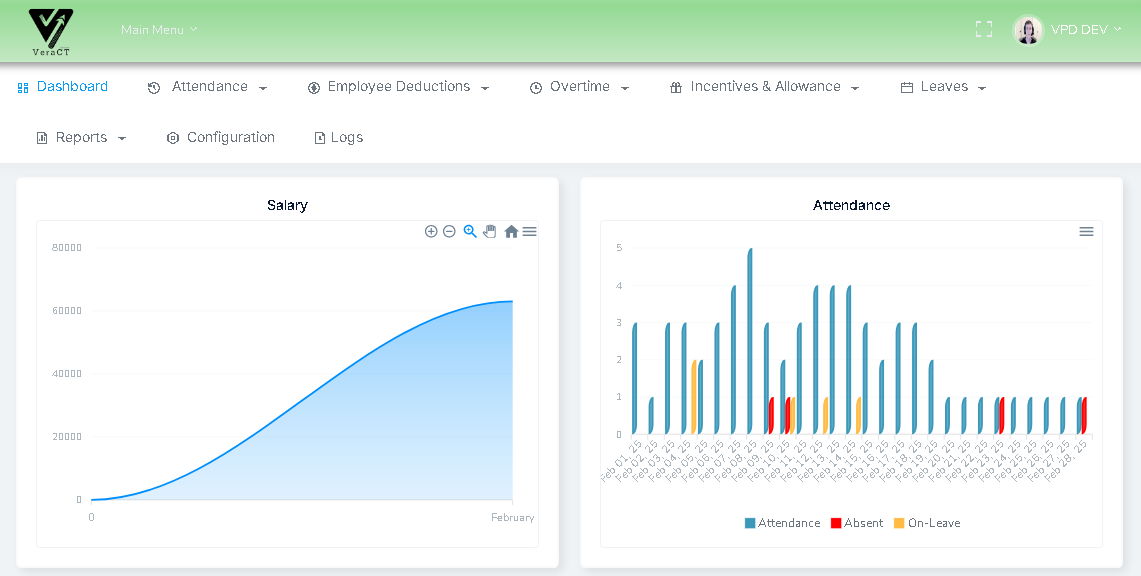 VeraCT
Main Menu
VPD DEV
Dashboard
Attendance
Employee Deductions
Overtime
Incentives & Allowance
Leaves
Reports
Configuration
Logs
Salary
80000
60000
40000
20000
0
0
February
Attendance
5
4
3
2
1
0
Feb 01, 25
Feb 02, 25
Feb 03, 25
Feb 04, 25
Feb 05, 25
Feb 06, 25
Feb 07, 25
Feb 08, 25
Feb 09, 25
Feb 10, 25
Feb 11, 25
Feb 12, 25
Feb 13, 25
Feb 14, 25
Feb 15, 25
Feb 16, 25
Feb 17, 25
Feb 18, 25
Feb 19, 25
Feb 20, 25
Feb 21, 25
Feb 22, 25
Feb 23, 25
Feb 24, 25
Feb 25, 25
Feb 26, 25
Feb 27, 25
Feb 28, 25
Attendance
Absent
On-Leave